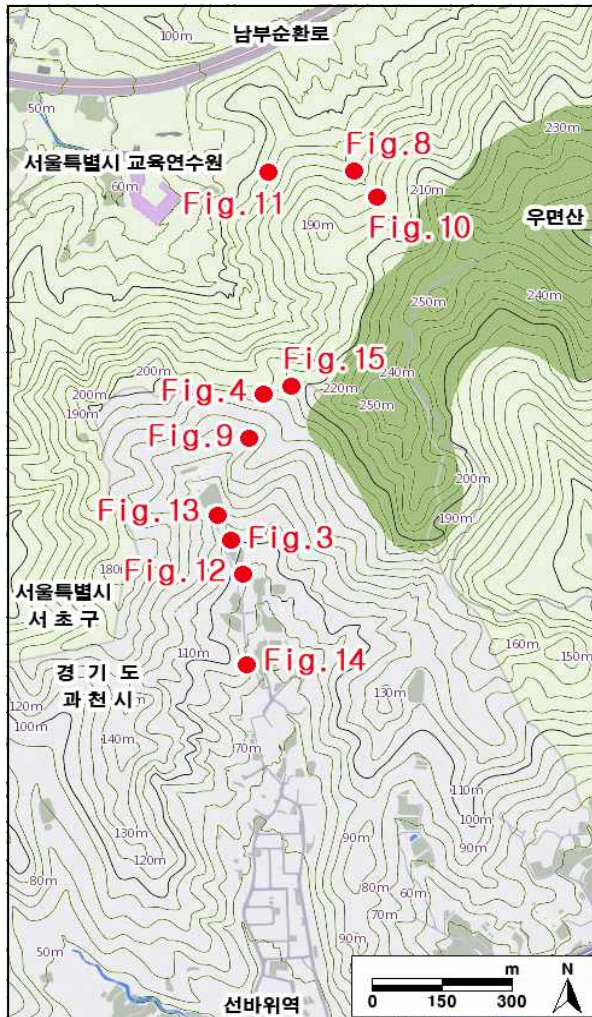 남부순환로
100m
50m
230m
Fig.8
서울특별시 교육연수원
60m
Fig.11
210m
Fig.10
190m
우면산
250m
240m
Fig.15
200m
200m
Fig.4
220m
240m
190m
250m
Fig.9
200m
Fig.13
190m
Fig.3
Fig.12
서울특별시
서 초 구
160m
110m
Fig.14
150m
경 기 도
과 천 시
130m
120m
100m
140m
70m
110m
100m
130m
90m
90m
120m
80m
60m
70m
50m
90m
m
N
0
150
300
선바위역